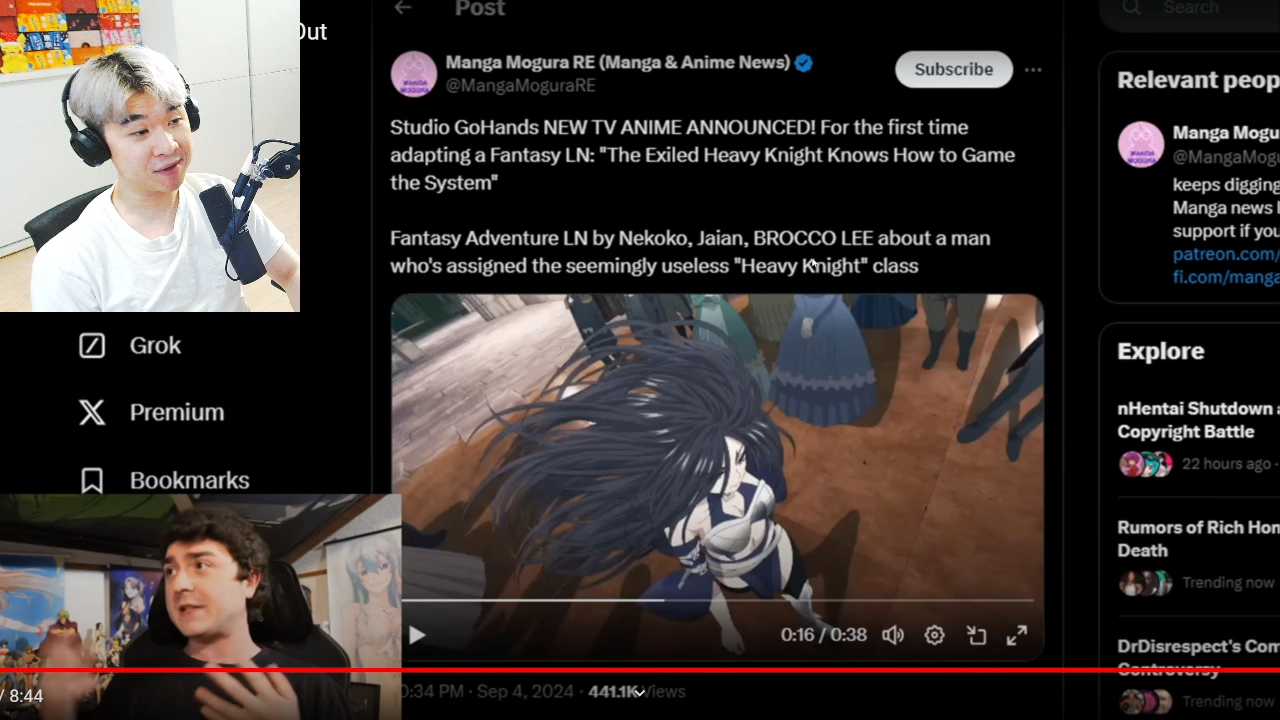 Out
Post
Search
Manga Mogura RE (Manga & Anime News)
@MangaMoguraRE
Subscribe
Studio GoHands NEW TV ANIME ANNOUNCED! For the first time
adapting a Fantasy LN: "The Exiled Heavy Knight Knows How to Game
the System"
Fantasy Adventure LN by Nekoko, Jaian, BROCCO LEE about a man
who's assigned the seemingly useless "Heavy Knight" class
0:16 / 0:38
0:34 PM · Sep 4, 2024 · 441.1K Views
Grok
Premium
Bookmarks
/ 8:44
Relevant peop
Manga Mogu
@MangaMogu
keeps digging
Manga news
support if you
patreon.com/
fi.com/manga
Explore
nHentai Shutdown a
Copyright Battle
22 hours ago ·
Rumors of Rich Hom
Death
Trending now
DrDisrespect's Com
Controversy
Trending now